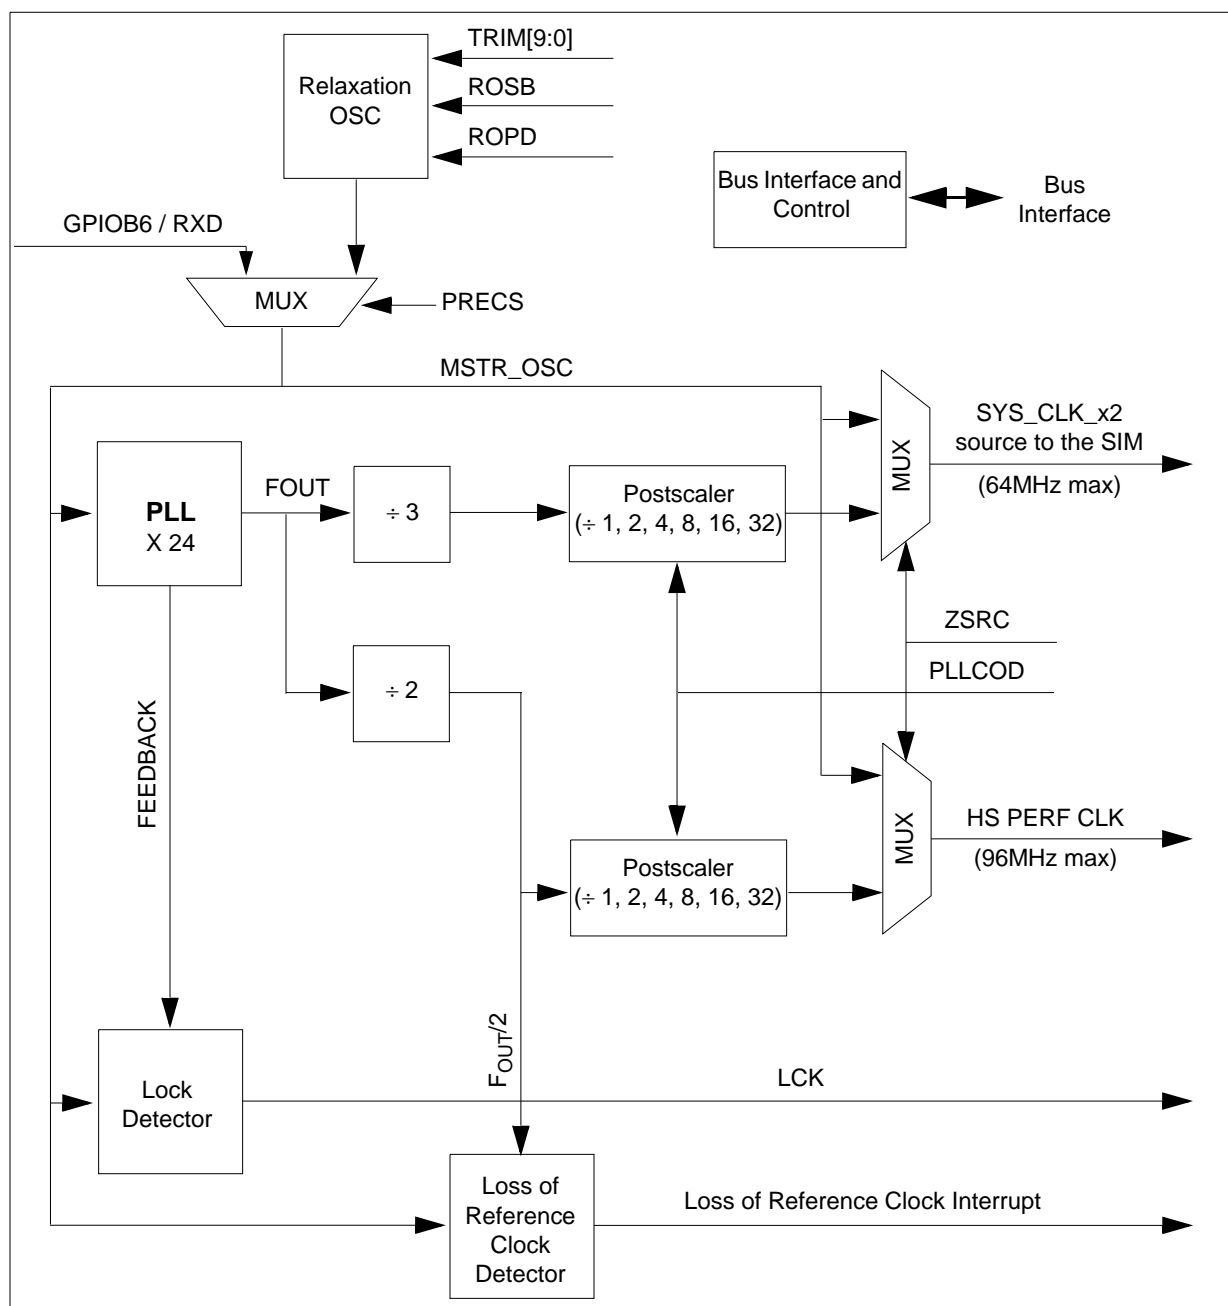 TRIM[9:0]
Relaxation
OSC
ROSB
ROPD
Bus Interface and
Control
Bus
Interface
GPIOB6 / RXD
MUX
PRECS
MSTR_OSC
SYS_CLK_x2
source to the SIM
(64MHz max)
MUX
PLL
X 24
FOUT
÷ 3
Postscaler
(÷ 1, 2, 4, 8, 16, 32)
ZSRC
PLLCOD
÷ 2
FEEDBACK
Postscaler
(÷ 1, 2, 4, 8, 16, 32)
MUX
HS PERF CLK
(96MHz max)
FOUT/2
Lock
Detector
LCK
Loss of
Reference
Clock
Detector
Loss of Reference Clock Interrupt